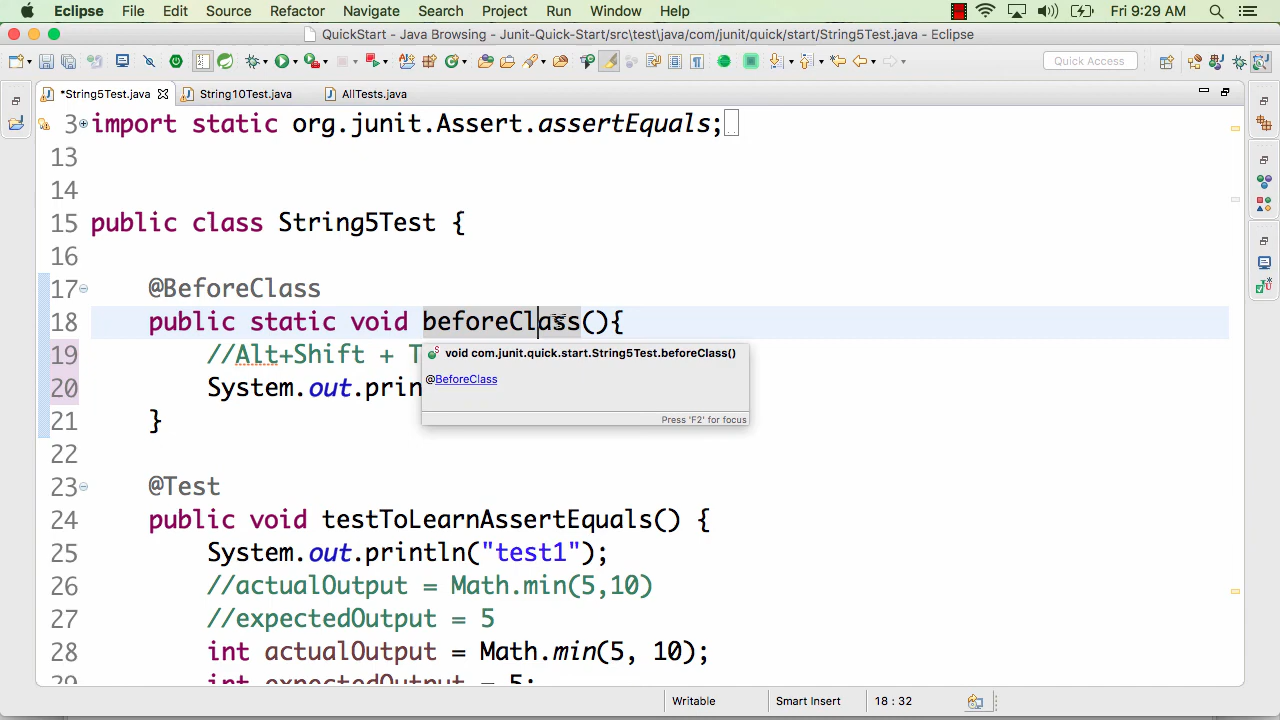 Eclipse File Edit Source Refactor Navigate Search Project Run Window Help Fri 9:29 AM
QuickStart - Java Browsing - Junit-Quick-Start/src\test\java/com/junit/quick/start/String5Test.java - Eclipse
Quick Access
*String5Test.java String10Test.java AllTests.java
3 import static org.junit.Assert.assertEquals;
13
14
15 public class String5Test {
16
17 @BeforeClass
18 public static void beforeClass(){
19 //Alt+Shift + T
20 System.out.prin
21 }
22
23 @Test
24 public void testToLearnAssertEquals() {
25 System.out.println("test1");
26 //actualOutput = Math.min(5,10)
27 //expectedOutput = 5
28 int actualOutput = Math.min(5, 10);
29 int expectedOutput = 5;
void com.junit.quick.start.String5Test.beforeClass()
@BeforeClass
Press 'F2' for focus
Writable Smart Insert 18 : 32